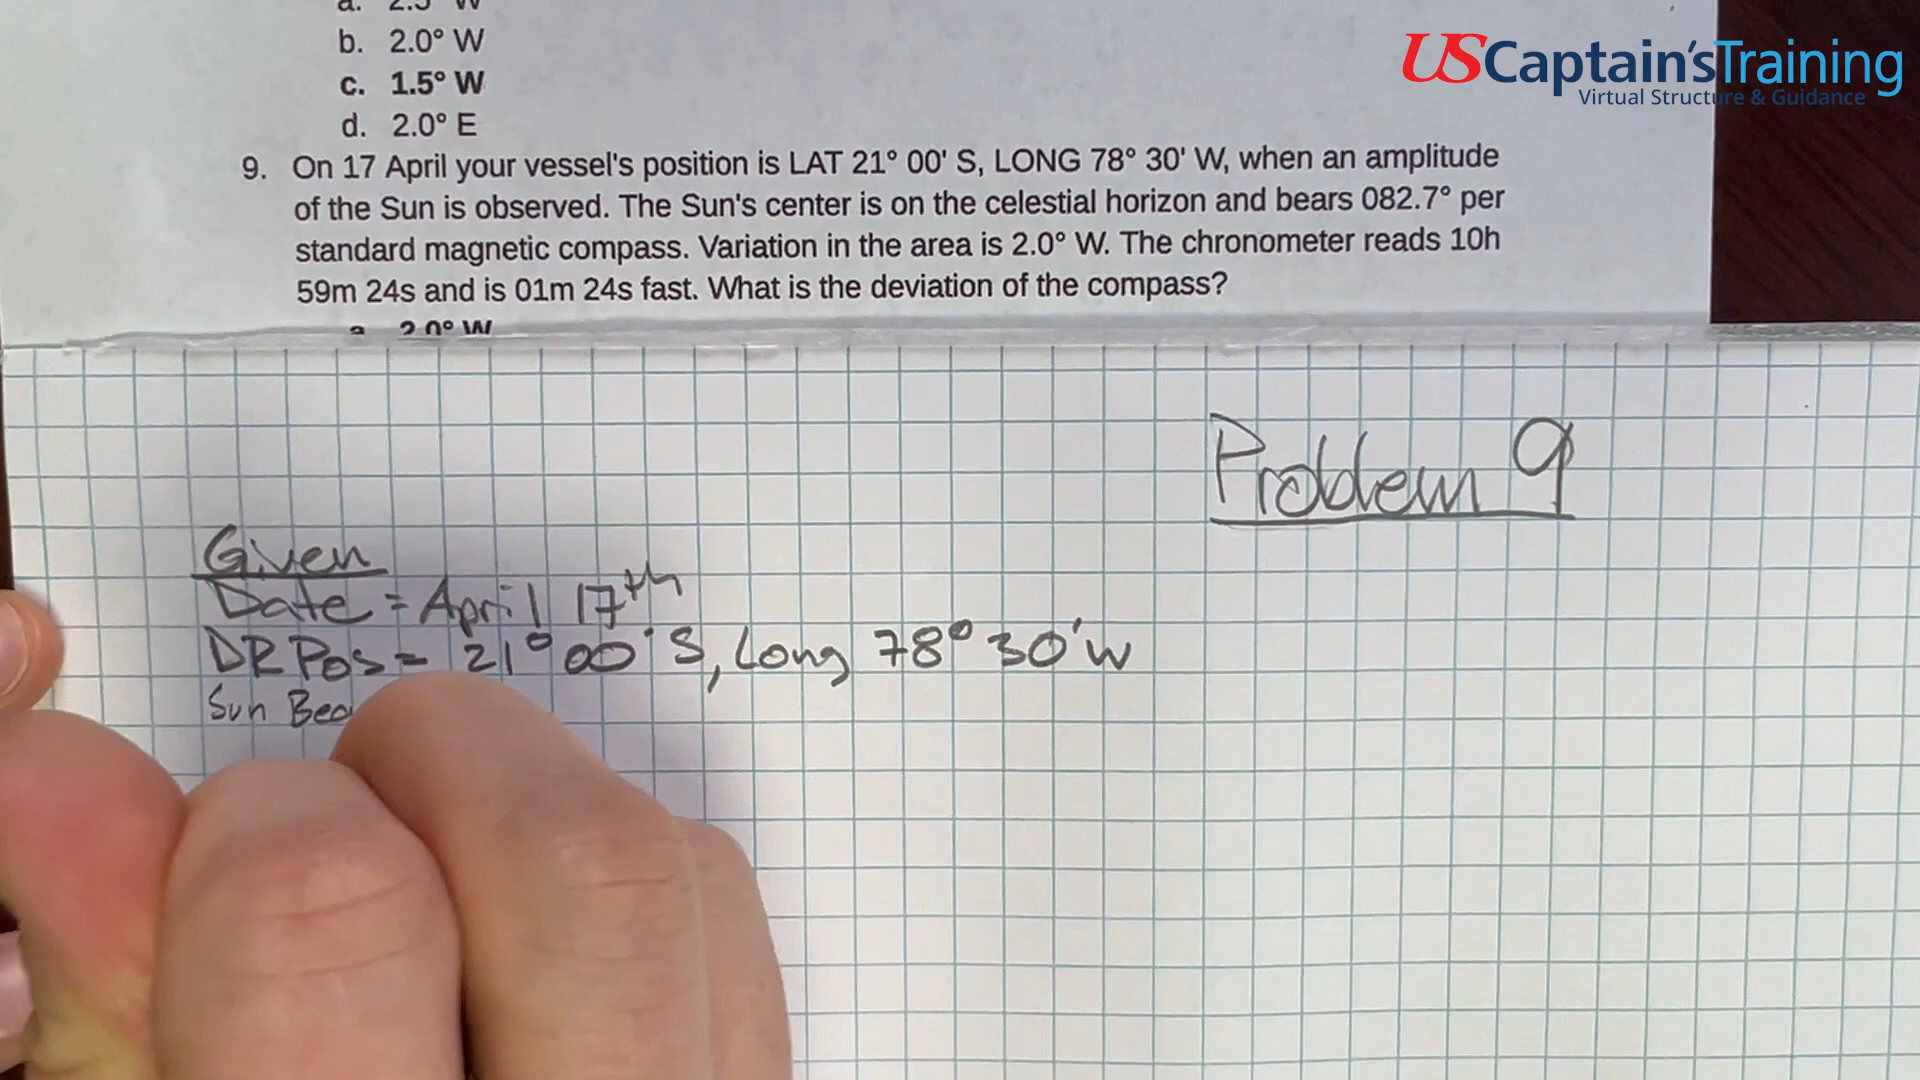 b. 2.0° W
c. 1.5° W
d. 2.0° E
9. On 17 April your vessel's position is LAT 21° 00' S, LONG 78° 30' W, when an amplitude
of the Sun is observed. The Sun's center is on the celestial horizon and bears 082.7° per
standard magnetic compass. Variation in the area is 2.0° W. The chronometer reads 10h
59m 24s and is 01m 24s fast. What is the deviation of the compass?
USCaptain'sTraining
Virtual Structure & Guidance
Problem 9
Given
Date = April 17th
DR Pos = 21° 00' S, Long 78° 30' W
Sun